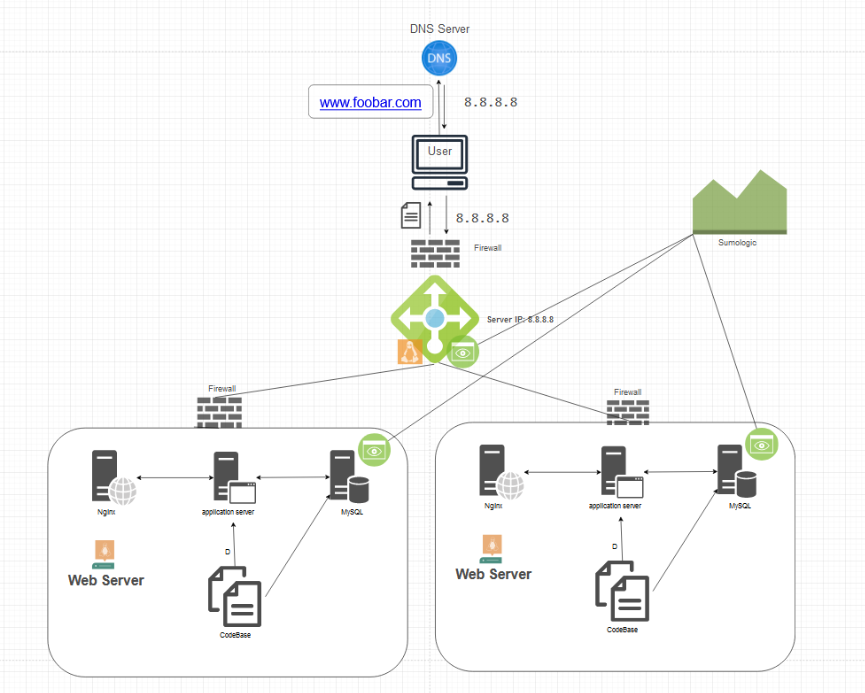 DNS Server
DNS
www.foobar.com
8.8.8.8
User
8.8.8.8
Firewall
Sumologic
Server IP: 8.8.8.8
Firewall
Firewall
Nginx
application server
MySQL
D
Web Server
CodeBase
Nginx
application server
MySQL
D
Web Server
CodeBase